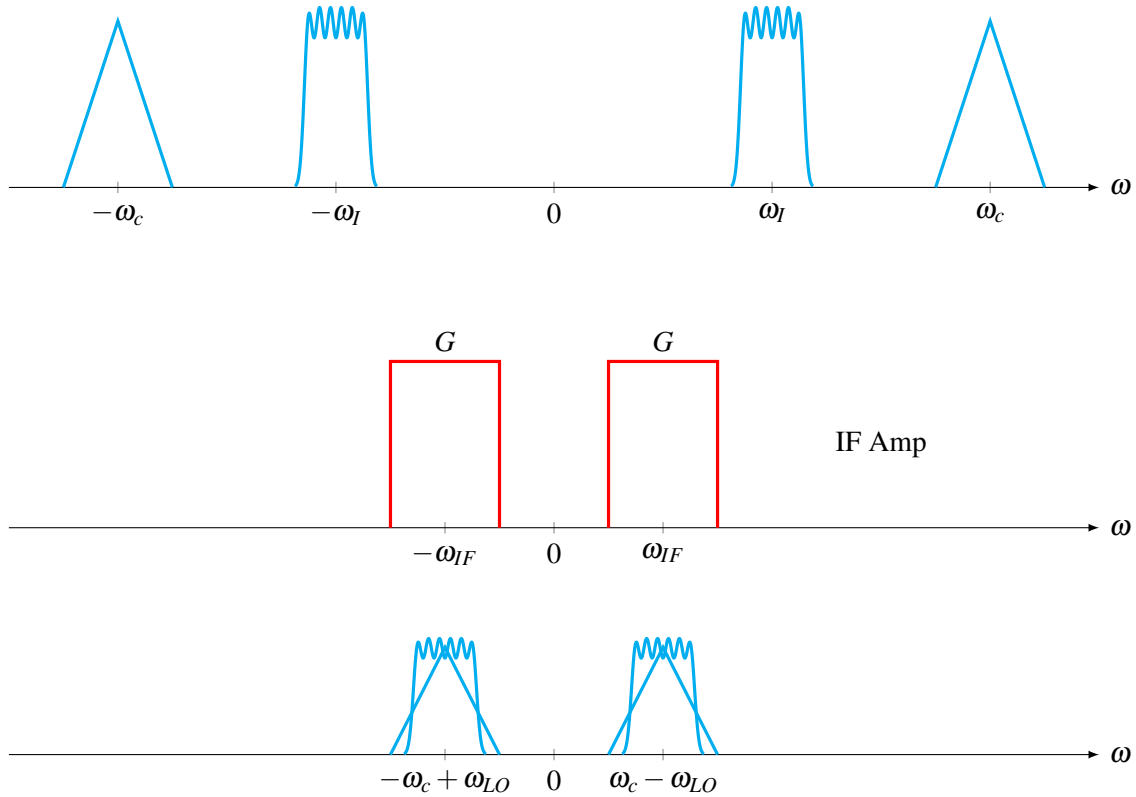 ω
−ω_c −ω_I 0 ω_I ω_c
G G
IF Amp
ω
−ω_IF 0 ω_IF
ω
−ω_c + ω_LO 0 ω_c − ω_LO